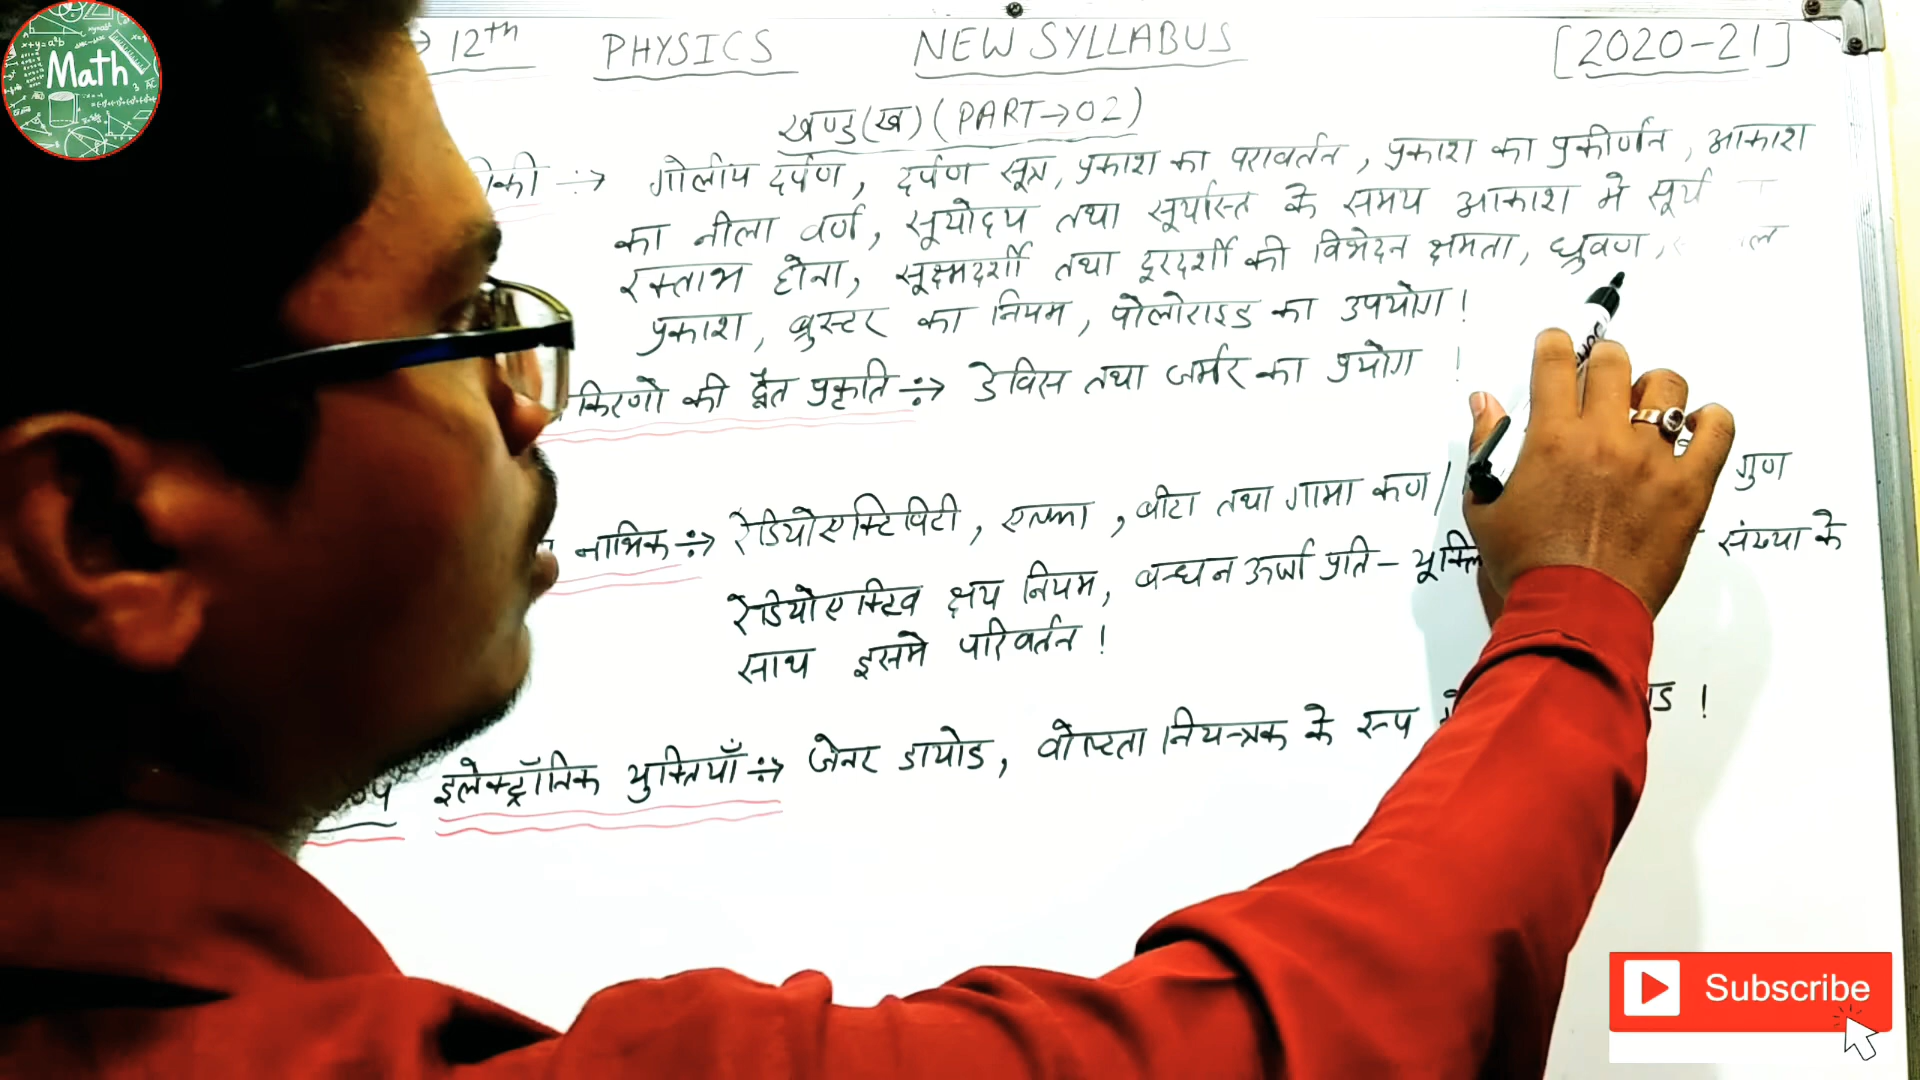 Math
→ 12th PHYSICS NEW SYLLABUS [2020-21]
खण्ड (ख) (PART→02)
िकी ÷→ गोलीय दर्पण, दर्पण सूत्र, प्रकाश का परावर्तन, प्रकाश का प्रकीर्णन, आकाश
का नीला वर्ण, सूयोदय तथा सूर्यास्त के समय आकाश मे सूर्य
रक्ताभ होना, सूक्ष्मदर्शी तथा दूरदर्शी की विभेदन क्षमता, ध्रुवण,
प्रकाश, ब्रुस्टर का नियम, पोलोराइड का उपयोग!
किरणो की द्वैत प्रकृति ÷→ डेविस तथा जर्मर का प्रयोग !
नाभिक ÷→ रेडियोएक्टिविटी, एल्फा, बीटा तथा गामा कण/ गुण
रेडियोएक्टिव क्षय नियम, बन्धन ऊर्जा प्रति- संख्या के
साथ इसमे परिवर्तन!
इलेक्ट्रॉनिक युक्तियाँ ÷→ जेनर डायोड, वोल्टता नियन्त्रक के रूप !
Subscribe